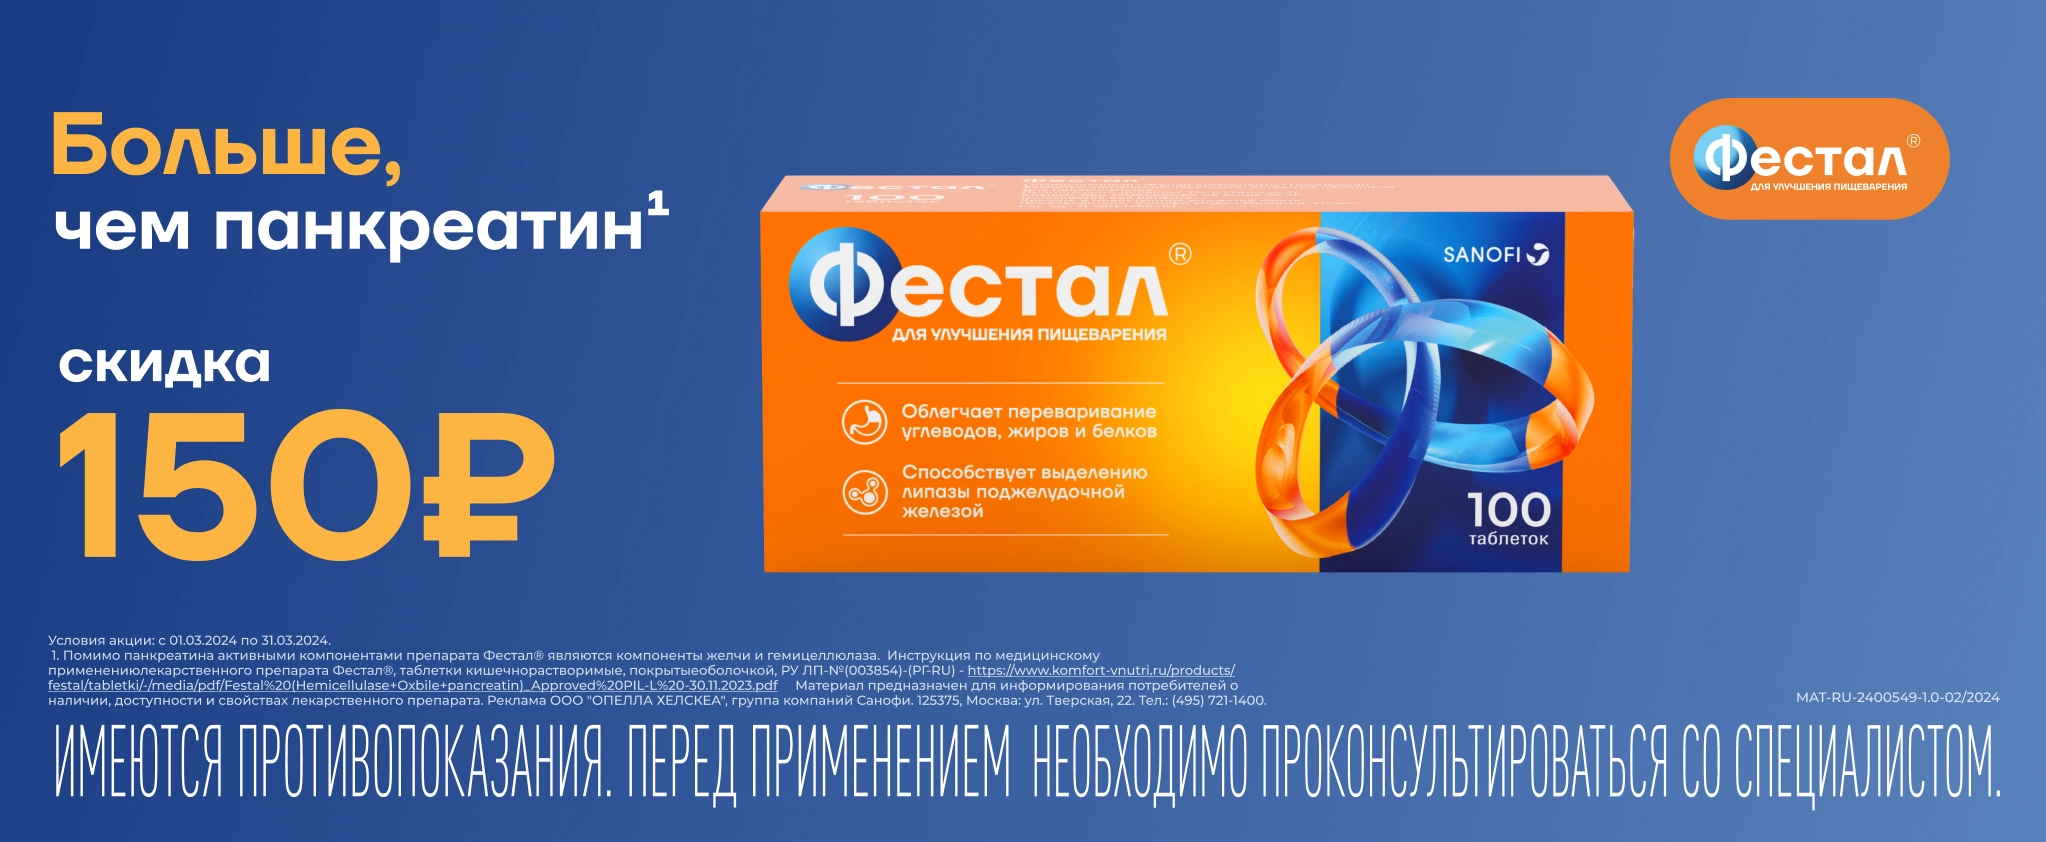 Больше,
чем панкреатин¹
скидка
150₽
Фестал®
ДЛЯ УЛУЧШЕНИЯ ПИЩЕВАРЕНИЯ
Фестал
100
таблеток
Фестал
Фестал®
ДЛЯ УЛУЧШЕНИЯ ПИЩЕВАРЕНИЯ
SANOFI
Облегчает переваривание
углеводов, жиров и белков
Способствует выделению
липазы поджелудочной
железой
100
таблеток
Условия акции: с 01.03.2024 по 31.03.2024.
1. Помимо панкреатина активными компонентами препарата Фестал® являются компоненты желчи и гемицеллюлаза. Инструкция по медицинскому
применениюлекарственного препарата Фестал®, таблетки кишечнорастворимые, покрытыеоболочкой, РУ ЛП-№(003854)-(РГ-RU) - https://www.komfort-vnutri.ru/products/
festal/tabletki/-/media/pdf/Festal%20(Hemicellulase+Oxbile+pancreatin)_Approved%20PIL-L%20-30.11.2023.pdf Материал предназначен для информирования потребителей о
наличии, доступности и свойствах лекарственного препарата. Реклама ООО "ОПЕЛЛА ХЕЛСКЕА", группа компаний Санофи. 125375, Москва: ул. Тверская, 22. Тел.: (495) 721-1400.
MAT-RU-2400549-1.0-02/2024
ИМЕЮТСЯ ПРОТИВОПОКАЗАНИЯ. ПЕРЕД ПРИМЕНЕНИЕМ НЕОБХОДИМО ПРОКОНСУЛЬТИРОВАТЬСЯ СО СПЕЦИАЛИСТОМ.